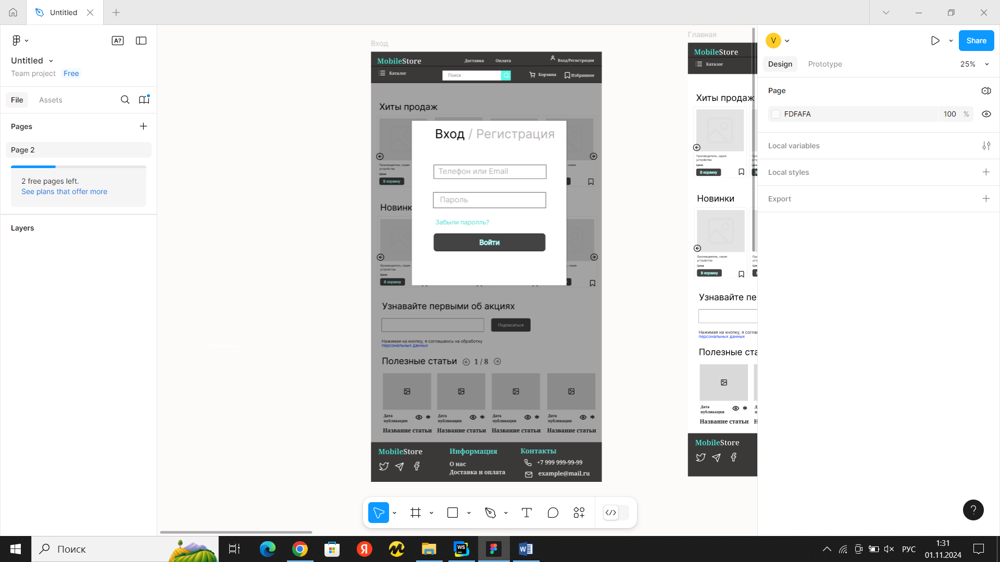 Untitled
A?
Untitled
Team project Free
File Assets
Pages
Page 2
2 free pages left.
See plans that offer more
Layers
Вход
MobileStore Доставка Оплата Вход/Регистрация
Каталог Поиск Корзина Избранное
Хиты продаж
Вход / Регистрация
Телефон или Email
Производитель, серия
устройства
Цена
В корзину
Пароль
Новинк
Забыли паролль?
Войти
Производитель, серия
устройства
Цена
В корзину
Узнавайте первыми об акциях
Подписаться
Нажимая на кнопку, я соглашаюсь на обработку
персональных данных
Полезные статьи 1 / 8
Дата
публикации
Название статьи
Дата
публикации
Название статьи
Дата
публикации
Название статьи
Дата
публикации
Название статьи
MobileStore Информация Контакты
О нас +7 999 999-99-99
Доставка и оплата example@mail.ru
Главная
MobileStore
Каталог
Хиты продаж
Производитель, серия
устройства
Цена
В корзину
Новинки
Производитель, серия
устройства
Цена
В корзину
Узнавайте пе
Нажимая на кнопку, я согла
персональных данных
Полезные ста
Дата
публикации
Название статьи
MobileStore
V
Share
Design Prototype 25%
Page
FDFAFA 100 %
Local variables
Local styles
Export
?
Поиск
Я
WS
W
РУС
1:31
01.11.2024